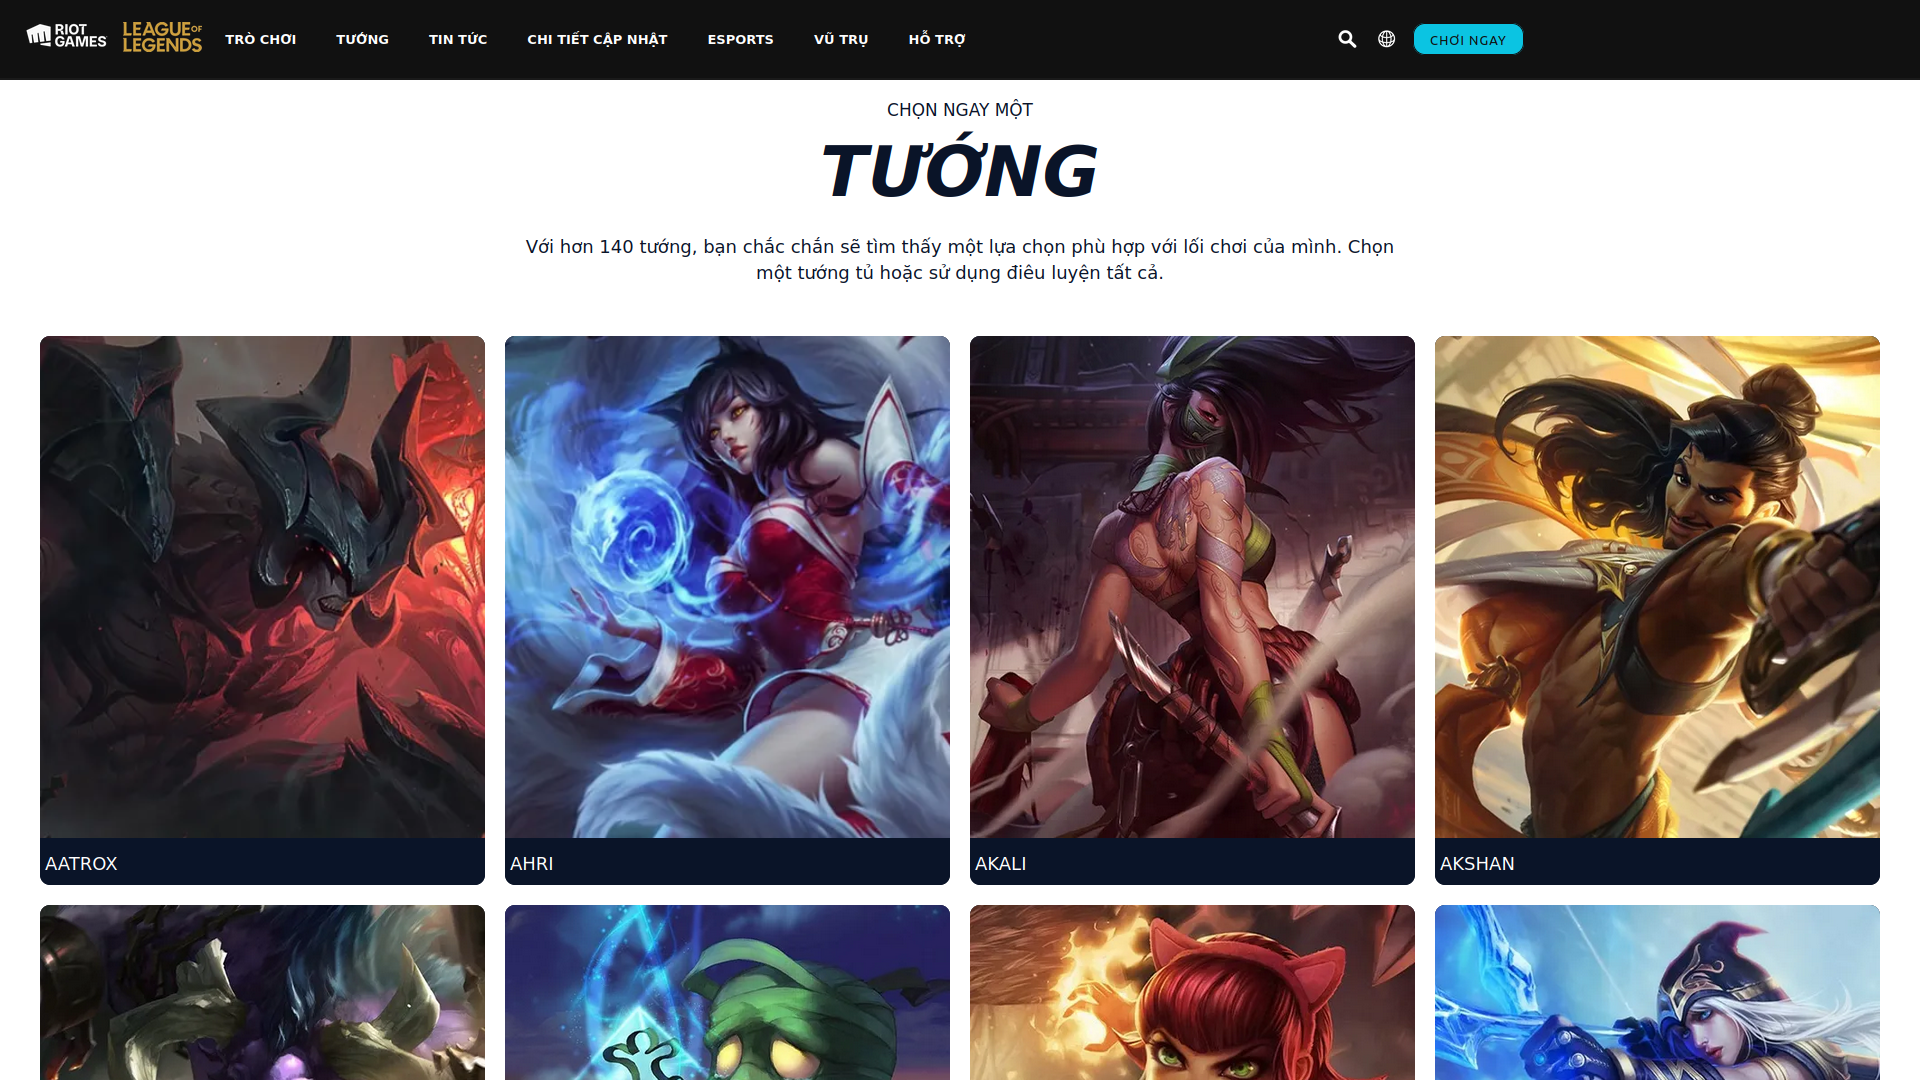 RIOT GAMES
LEAGUE OF LEGENDS
TRÒ CHƠI
TƯỚNG
TIN TỨC
CHI TIẾT CẬP NHẬT
ESPORTS
VŨ TRỤ
HỖ TRỢ
CHƠI NGAY
CHỌN NGAY MỘT
TƯỚNG
Với hơn 140 tướng, bạn chắc chắn sẽ tìm thấy một lựa chọn phù hợp với lối chơi của mình. Chọn
một tướng tủ hoặc sử dụng điêu luyện tất cả.
AATROX
AHRI
AKALI
AKSHAN